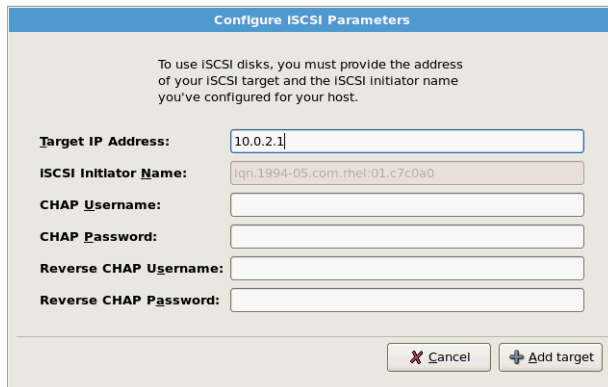 Configure iSCSI Parameters
To use iSCSI disks, you must provide the address
of your iSCSI target and the iSCSI initiator name
you've configured for your host.
Target IP Address: 10.0.2.1
iSCSI Initiator Name: iqn.1994-05.com.rhel:01.c7c0a0
CHAP Username:
CHAP Password:
Reverse CHAP Username:
Reverse CHAP Password:
Cancel Add target